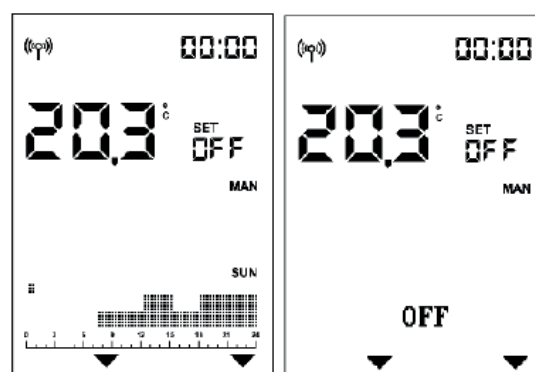 00:00
20,3 °C
SET
OFF
MAN
SUN
0 3 6 9 12 15 18 21 24
00:00
20,3 °C
SET
OFF
MAN
OFF